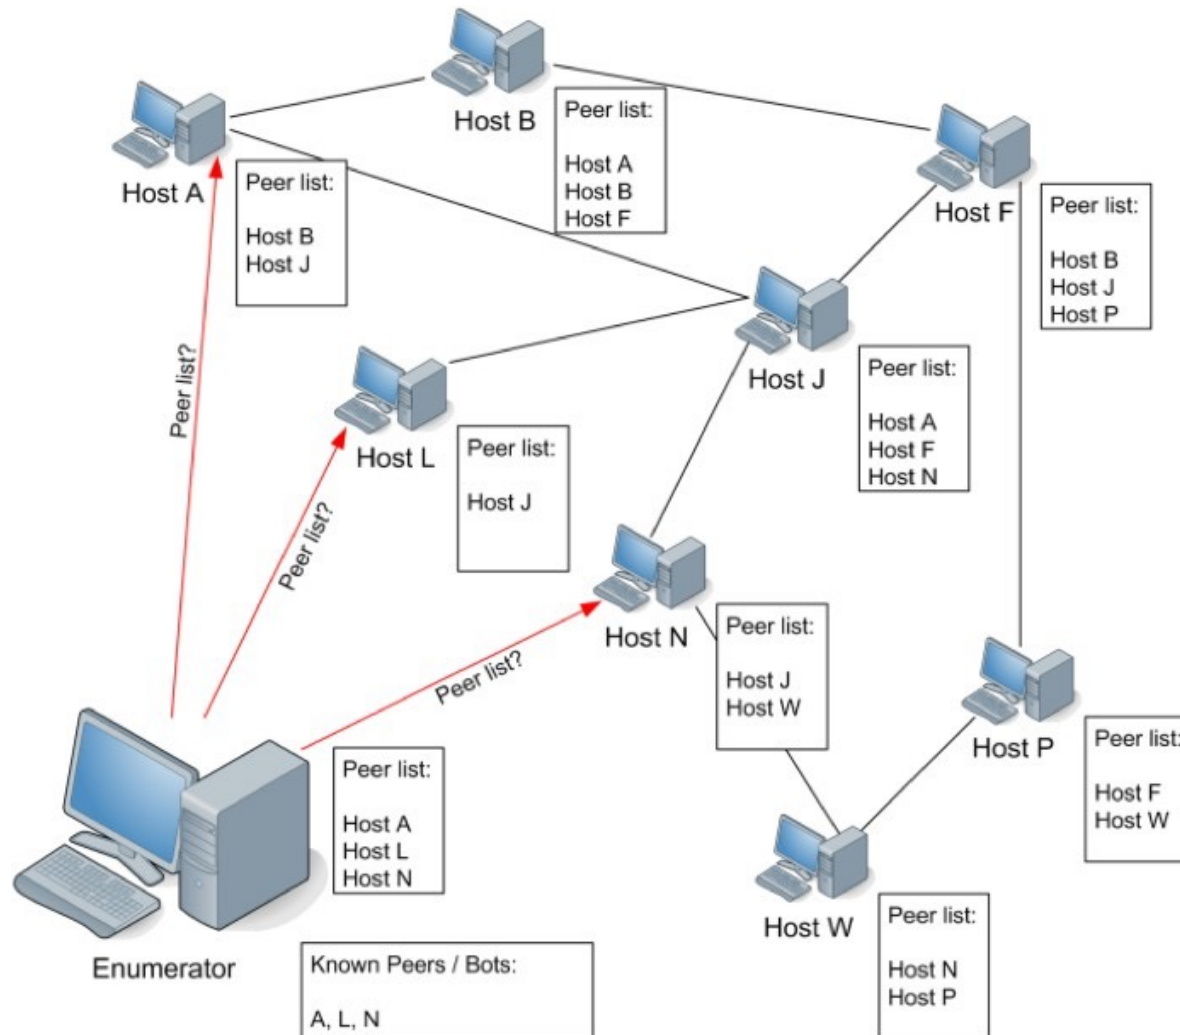 Host B
Peer list:
Host A
Host B
Host F
Host A
Peer list:
Host B
Host J
Host F
Peer list:
Host B
Host J
Host P
Host J
Peer list:
Host A
Host F
Host N
Host L
Peer list:
Host J
Peer list?
Peer list?
Peer list?
Host N
Peer list:
Host J
Host W
Host P
Peer list:
Host F
Host W
Host W
Peer list:
Host N
Host P
Enumerator
Peer list:
Host A
Host L
Host N
Known Peers / Bots:
A, L, N